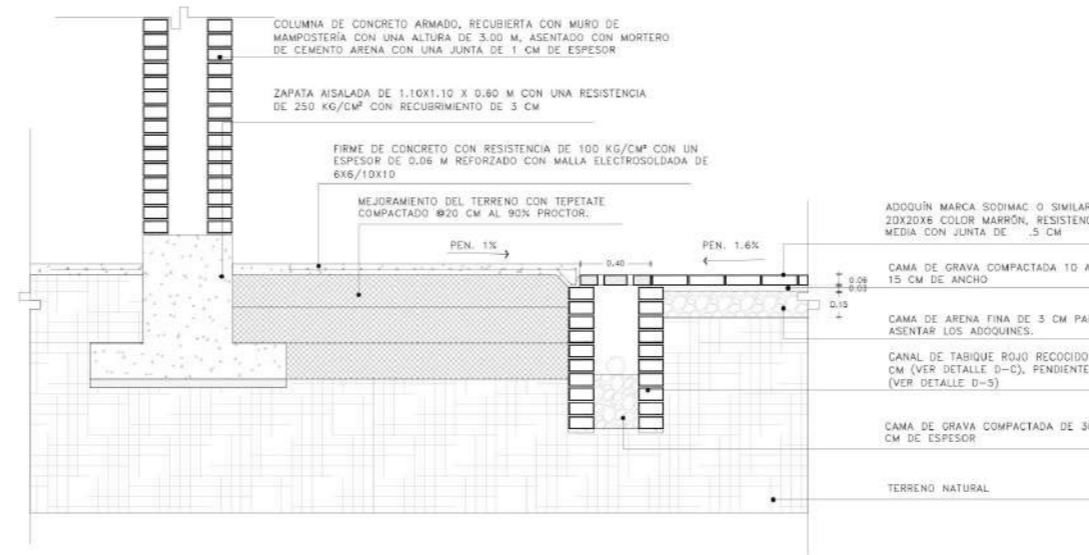 COLUMNA DE CONCRETO ARMADO, RECUBIERTA CON MURO DE
MAMPOSTERÍA CON UNA ALTURA DE 3.00 M, ASENTADO CON MORTERO
DE CEMENTO ARENA CON UNA JUNTA DE 1 CM DE ESPESOR
ZAPATA AISALADA DE 1.10X1.10 X 0.60 M CON UNA RESISTENCIA
DE 250 KG/CM² CON RECUBRIMIENTO DE 3 CM
FIRME DE CONCRETO CON RESISTENCIA DE 100 KG/CM² CON UN
ESPESOR DE 0.06 M REFORZADO CON MALLA ELECTROSOLDADA DE
6X6/10X10
MEJORAMIENTO DEL TERRENO CON TEPETATE
COMPACTADO @20 CM AL 90% PROCTOR.
PEN. 1%
PEN. 1.6%
0.40
0.06
0.03
0.15
ADOQUÍN MARCA SODIMAC O SIMILAR
20X20X6 COLOR MARRÓN, RESISTENC
MEDIA CON JUNTA DE .5 CM
CAMA DE GRAVA COMPACTADA 10 A
15 CM DE ANCHO
CAMA DE ARENA FINA DE 3 CM PA
ASENTAR LOS ADOQUINES.
CANAL DE TABIQUE ROJO RECOCIDO
CM (VER DETALLE D-C), PENDIENTE
(VER DETALLE D-5)
CAMA DE GRAVA COMPACTADA DE 3
CM DE ESPESOR
TERRENO NATURAL